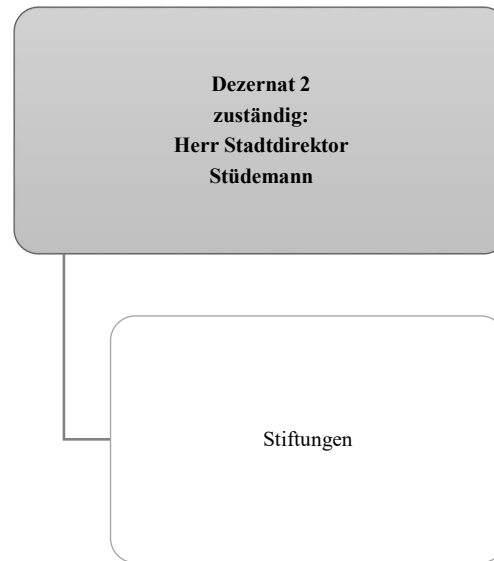 Dezernat 2
zuständig:
Herr Stadtdirektor
Stüdemann
Stiftungen